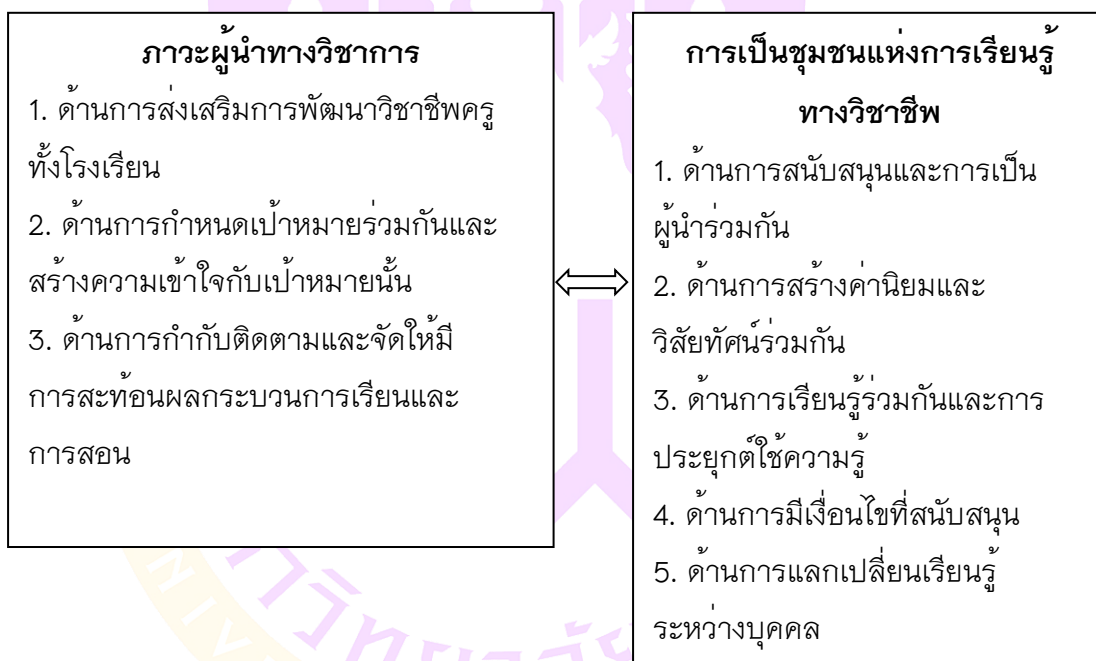 ภาวะผู้นำทางวิชาการ
1. ด้านการส่งเสริมการพัฒนาวิชาชีพครู
ทั้งโรงเรียน
2. ด้านการกำหนดเป้าหมายร่วมกันและ
สร้างความเข้าใจกับเป้าหมายนั้น
3. ด้านการกำกับติดตามและจัดให้มี
การสะท้อนผลกระบวนการเรียนและ
การสอน
การเป็นชุมชนแห่งการเรียนรู้
ทางวิชาชีพ
1. ด้านการสนับสนุนและการเป็น
ผู้นำร่วมกัน
2. ด้านการสร้างค่านิยมและ
วิสัยทัศน์ร่วมกัน
3. ด้านการเรียนรู้ร่วมกันและการ
ประยุกต์ใช้ความรู้
4. ด้านการมีเงื่อนไขที่สนับสนุน
5. ด้านการแลกเปลี่ยนเรียนรู้
ระหว่างบุคคล